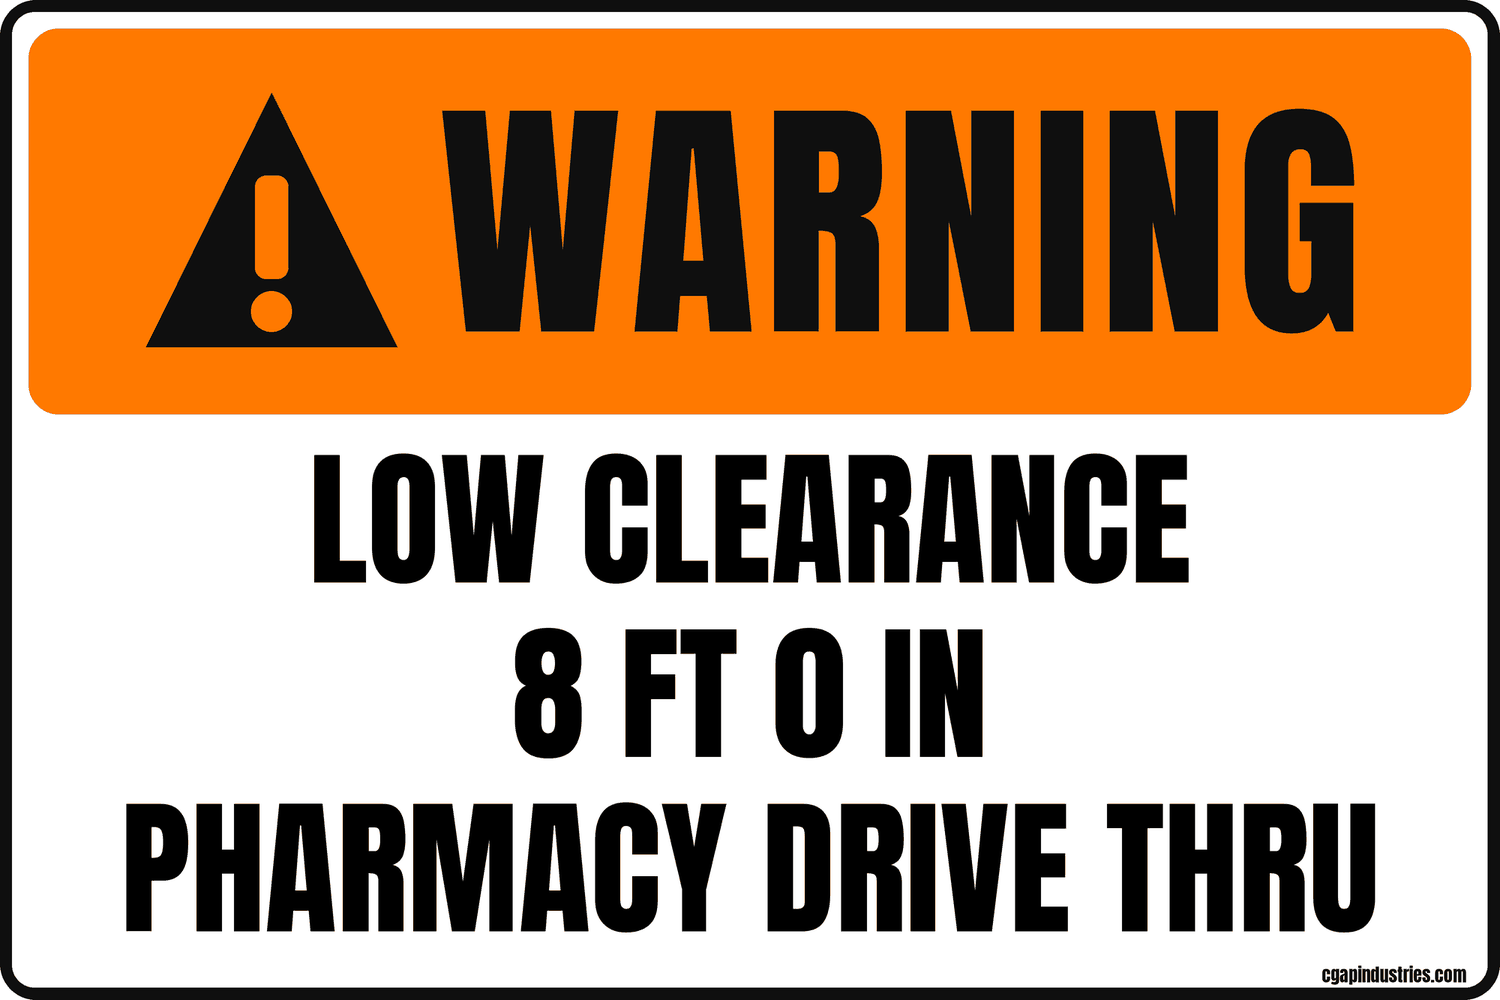 WARNING
LOW CLEARANCE
8 FT 0 IN
PHARMACY DRIVE THRU
cgapindustries.com